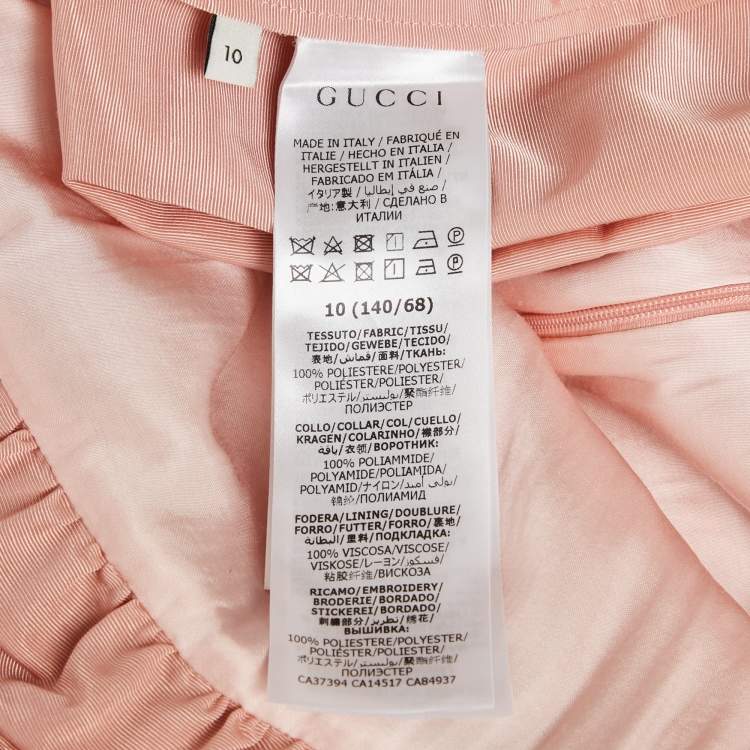 10
GUCCI
MADE IN ITALY / FABRIQUÉ EN
ITALIE / HECHO EN ITALIA /
HERGESTELLT IN ITALIEN /
FABRICADO EM ITÁLIA /
イタリア製 / صنع في إيطاليا /
产地:意大利 / СДЕЛАНО В
ИТАЛИИ
10 (140/68)
TESSUTO/FABRIC/TISSU/
TEJIDO/GEWEBE/TECIDO/
表地/قماش/面料/ТКАНЬ:
100% POLIESTERE/POLYESTER/
POLIÉSTER/POLIESTER/
ポリエステル/بوليستر/聚酯纤维/
ПОЛИЭСТЕР
COLLO/COLLAR/COL/CUELLO/
KRAGEN/COLARINHO/襟部分/
ياقة/衣领/ВОРОТНИК:
100% POLIAMMIDE/
POLYAMIDE/POLIAMIDA/
POLYAMID/ナイロン/بولي أميد/
锦纶/ПОЛИАМИД
FODERA/LINING/DOUBLURE/
FORRO/FUTTER/FORRO/裏地/
البطانة/里料/ПОДКЛАДКА:
100% VISCOSA/VISCOSE/
VISKOSE/レーヨン/فسكوز/
粘胶纤维/ВИСКОЗА
RICAMO/EMBROIDERY/
BRODERIE/BORDADO/
STICKEREI/BORDADO/
刺繍部分/تطريز/绣花/
ВЫШИВКА:
100% POLIESTERE/POLYESTER/
POLIÉSTER/POLIESTER/
ポリエステル/بوليستر/聚酯纤维/
ПОЛИЭСТЕР
CA37394 CA14517 CA84937